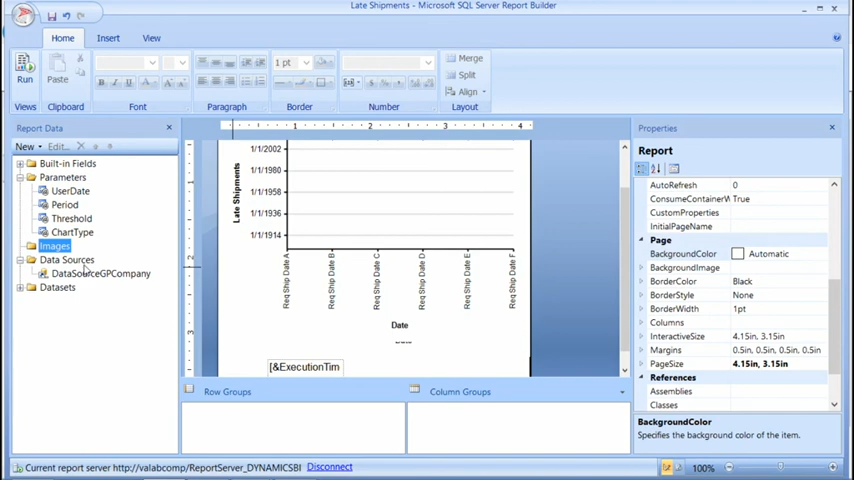 Late Shipments - Microsoft SQL Server Report Builder
Home Insert View
Run Paste 1 pt Merge
Split
Align
Views Clipboard Font Paragraph Border Number Layout
Report Data
New Edit...
Built-in Fields
Parameters
UserDate
Period
Threshold
ChartType
Images
Data Sources
DataSourceGPCompany
Datasets
Late Shipments
1/1/2002
1/1/1980
1/1/1958
1/1/1936
1/1/1914
Req Ship Date A
Req Ship Date B
Req Ship Date C
Req Ship Date D
Req Ship Date E
Req Ship Date F
Date
[&ExecutionTim
Row Groups Column Groups
Properties
Report
AutoRefresh 0
ConsumeContainerW True
CustomProperties
InitialPageName
Page
BackgroundColor Automatic
BackgroundImage
BorderColor Black
BorderStyle None
BorderWidth 1pt
Columns
InteractiveSize 4.15in, 3.15in
Margins 0.5in, 0.5in, 0.5in, 0.5in
PageSize 4.15in, 3.15in
References
Assemblies
Classes
BackgroundColor
Specifies the background color of the item.
Current report server http://valabcomp/ReportServer_DYNAMICSBI Disconnect 100%